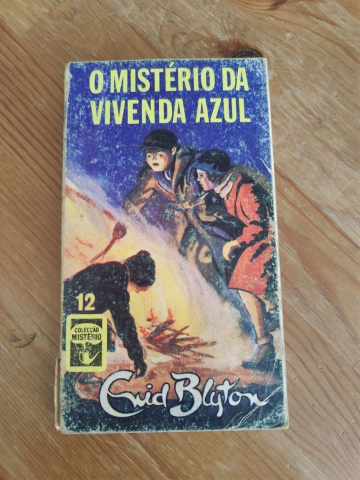 O MISTÉRIO DA
VIVENDA AZUL
12
COLECÇÃO
MISTÉRIO
Enid Blyton